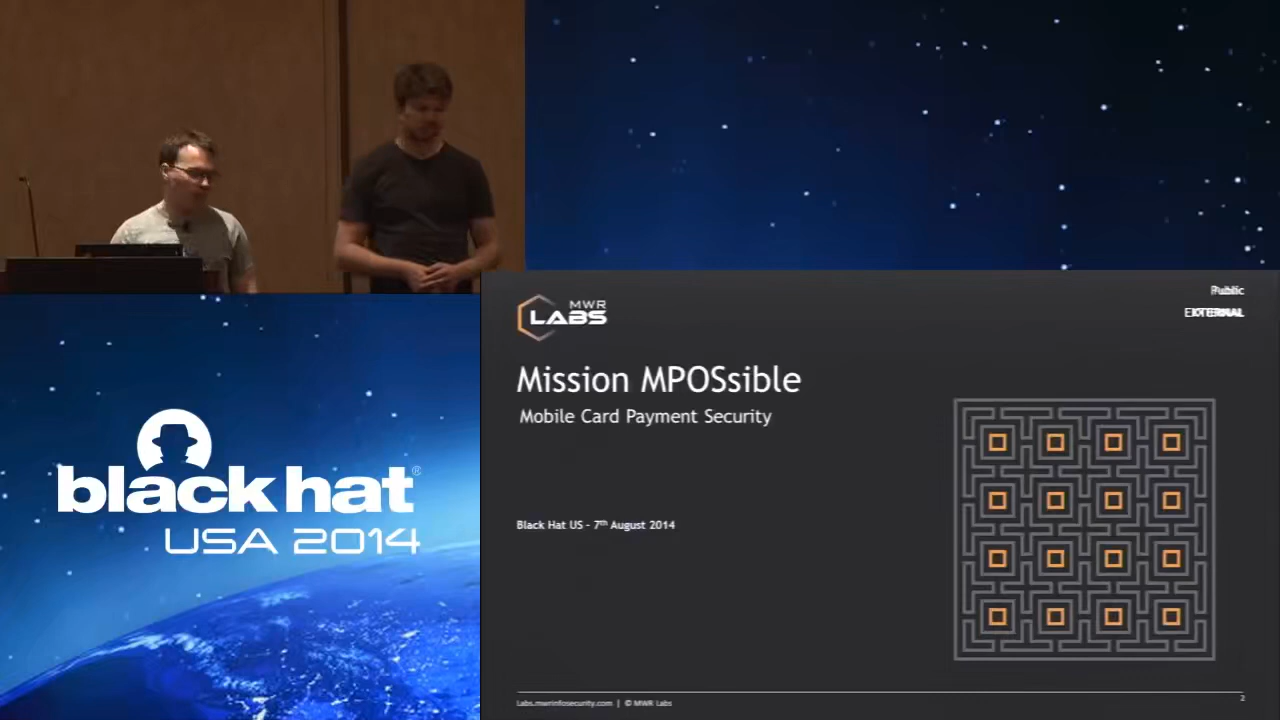 MWR
LABS
Public
Mission MPOSsible
Mobile Card Payment Security
Black Hat US - 7th August 2014
black hat®
USA 2014
Labs.mwrinfosecurity.com | © MWR Labs
2